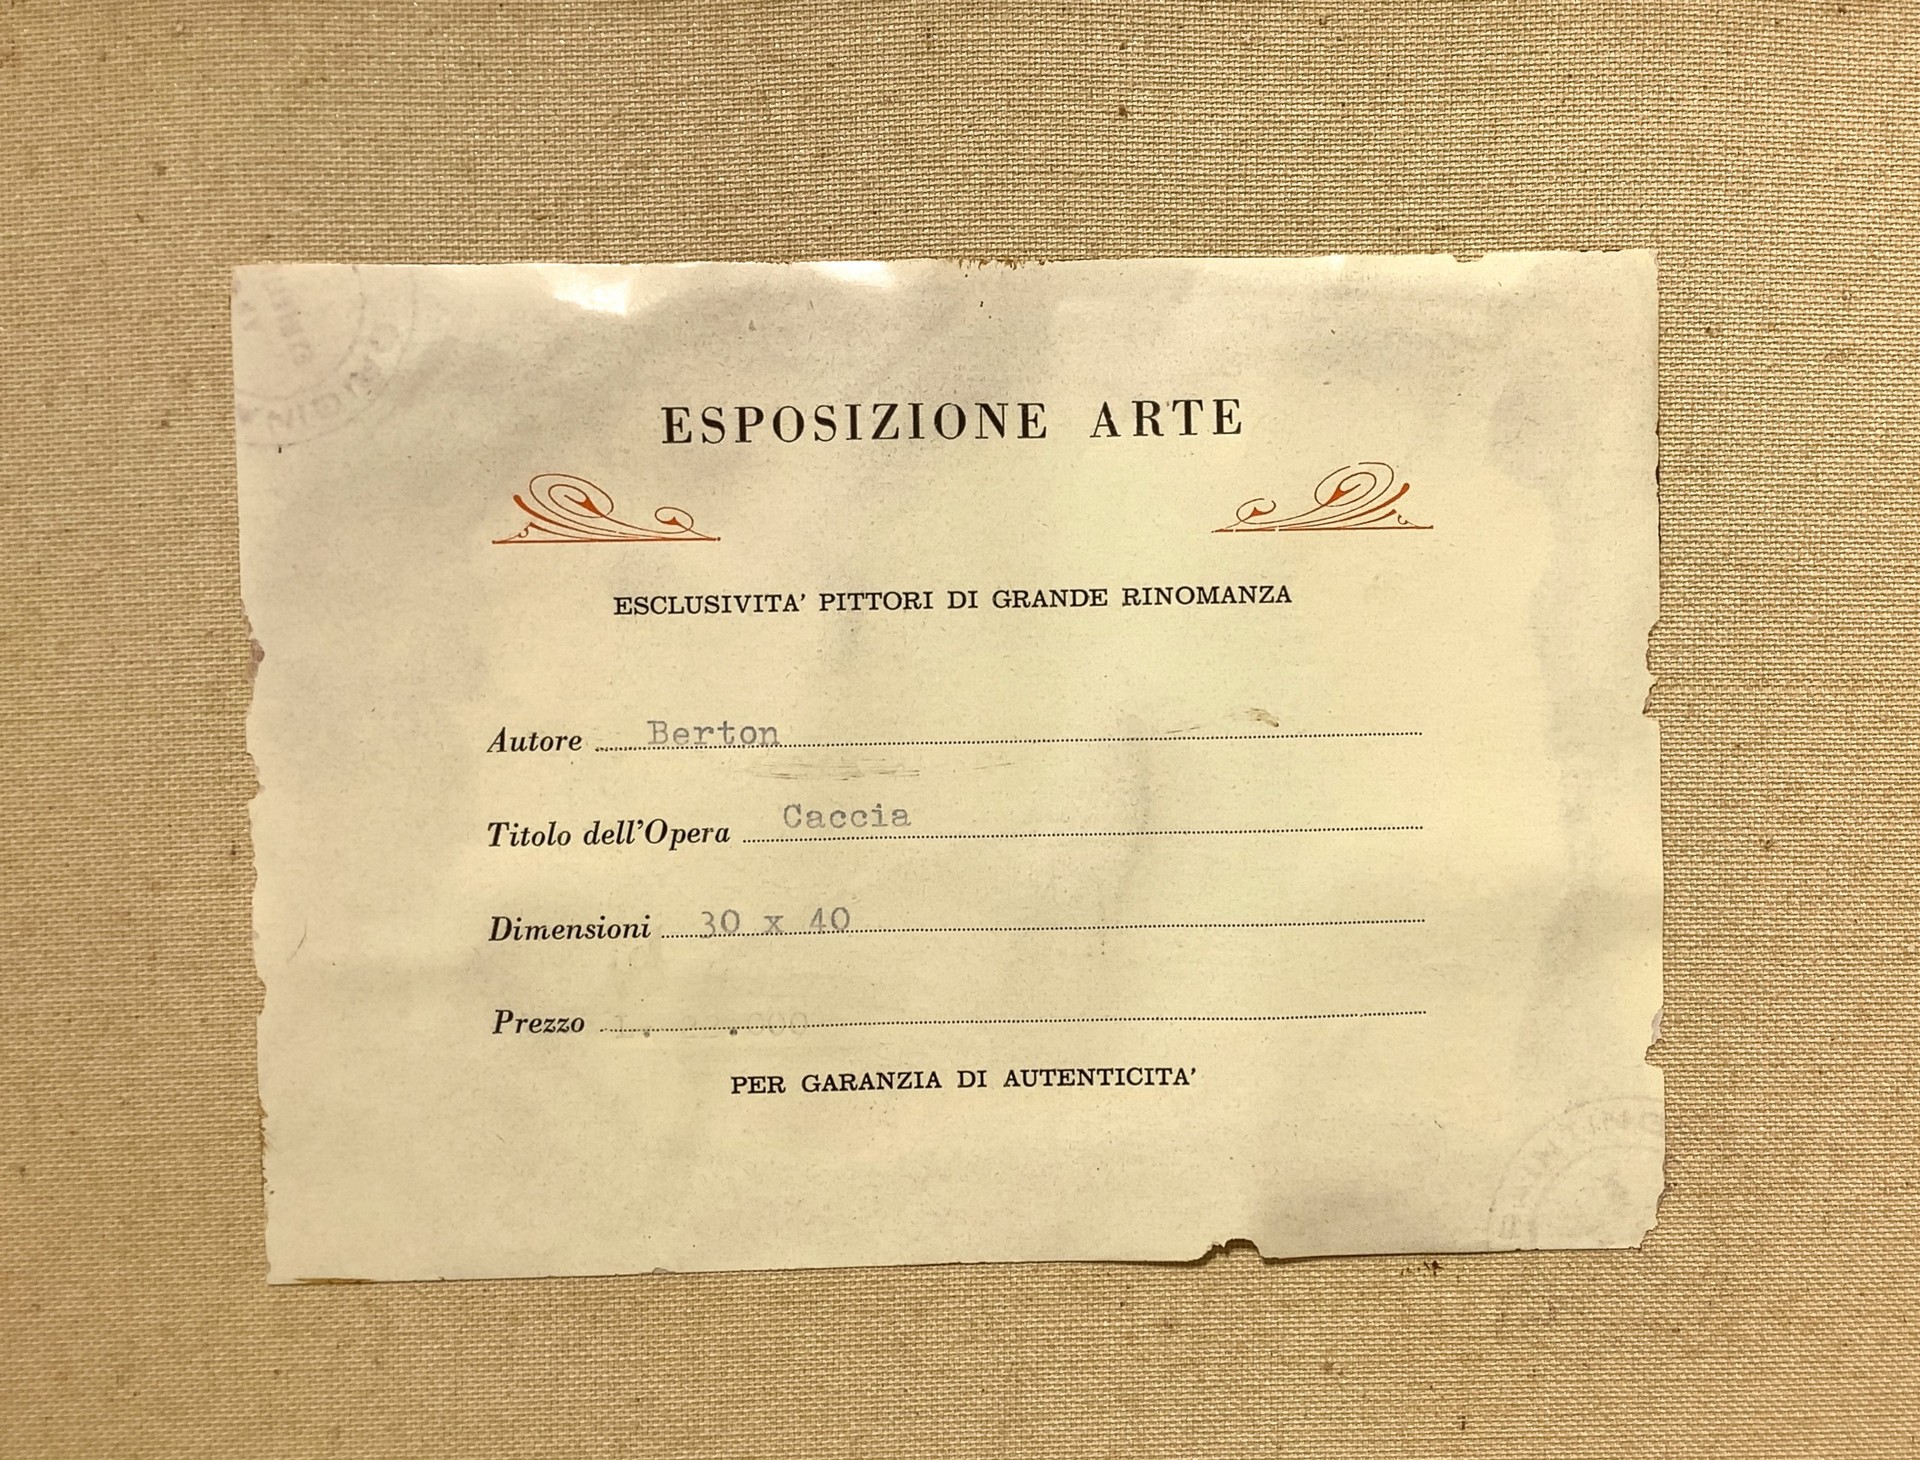 ESPOSIZIONE ARTE
ESCLUSIVITA' PITTORI DI GRANDE RINOMANZA
Autore Berton
Titolo dell'Opera Caccia
Dimensioni 30 x 40
Prezzo L.
PER GARANZIA DI AUTENTICITA'